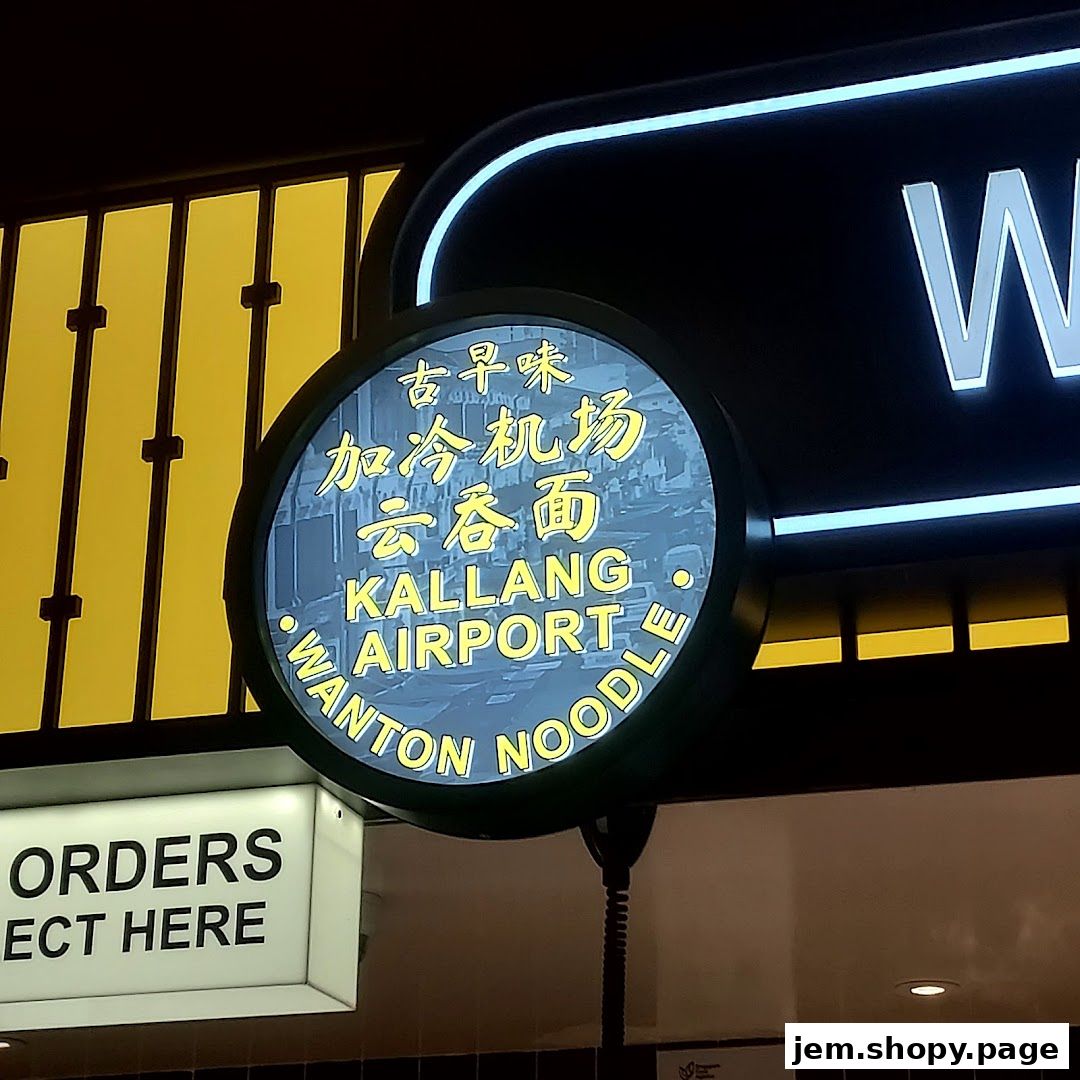 W
古早味
加冷机场
云吞面
KALLANG
AIRPORT
• WANTON NOODLE •
ORDERS
ECT HERE
jem.shopy.page